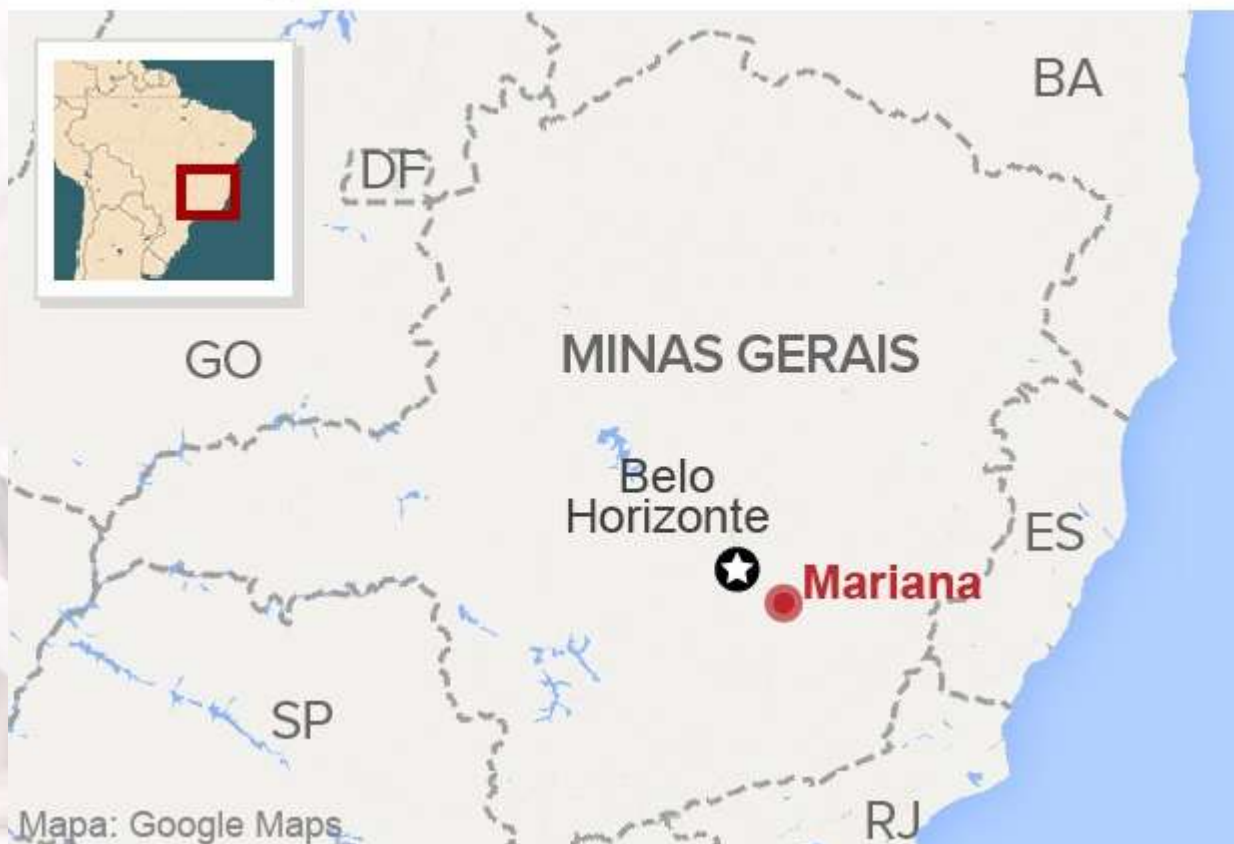 BA
DF
GO
MINAS GERAIS
Belo
Horizonte
ES
Mariana
SP
RJ
Mapa: Google Maps